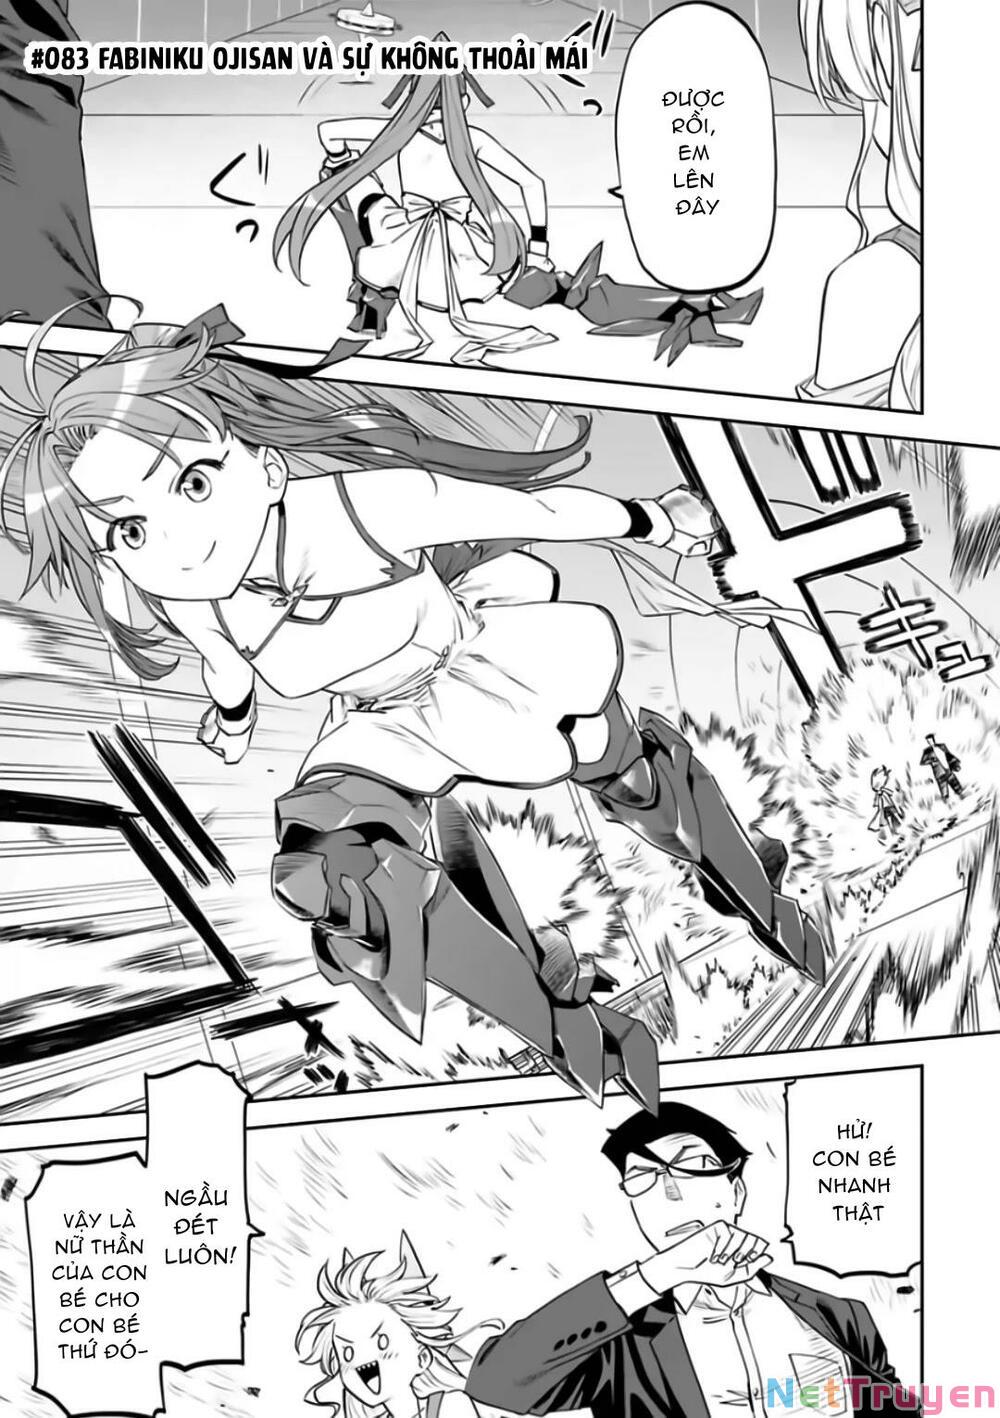 #083 FABINIKU OJISAN VÀ SỰ KHÔNG THOẢI MÁI
ĐƯỢC
RỒI,
EM
LÊN
ĐÂY
HỬ!
CON BÉ
NHANH
THẬT
NGẦU
ĐÉT
LUÔN!
VẬY LÀ
NỮ THẦN
CỦA CON
BÉ CHO
CON BÉ
THỨ ĐÓ-
NetTruyen